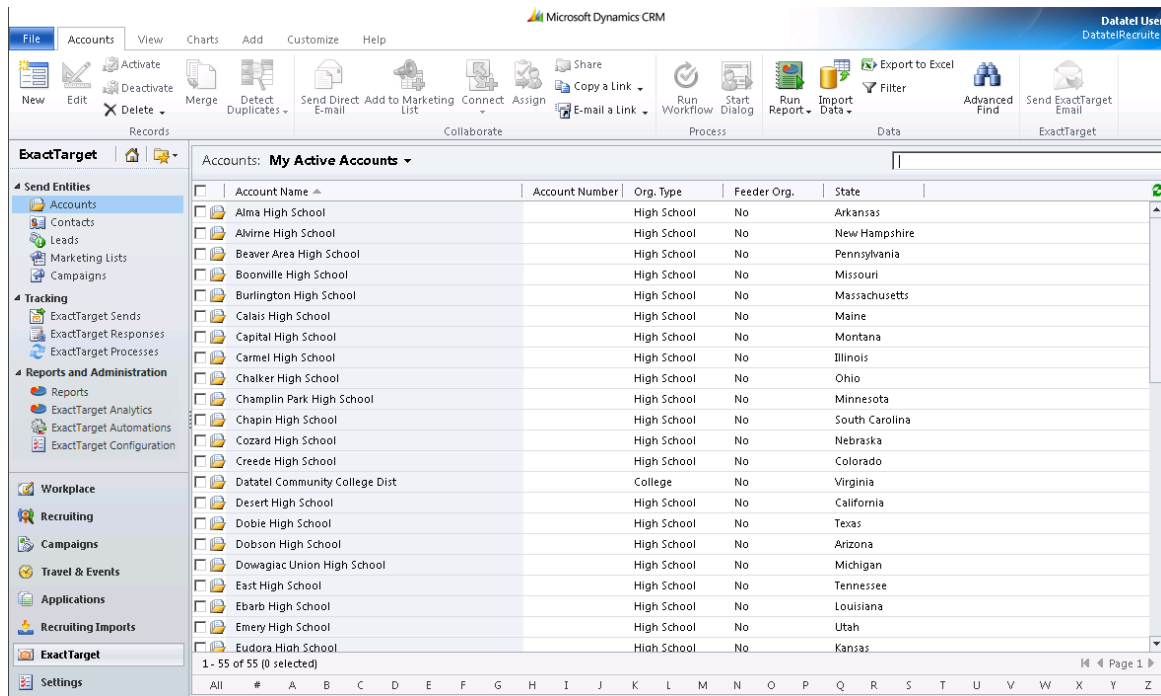 Microsoft Dynamics CRM
Datatel User
DatatelRecruite
File Accounts View Charts Add Customize Help
New
Edit
Activate
Deactivate
Delete
Records
Merge
Detect Duplicates
Send Direct E-mail
Add to Marketing List
Connect
Assign
Share
Copy a Link
E-mail a Link
Collaborate
Run Workflow
Start Dialog
Process
Run Report
Import Data
Export to Excel
Filter
Advanced Find
Data
Send ExactTarget Email
ExactTarget
ExactTarget
Send Entities
Accounts
Contacts
Leads
Marketing Lists
Campaigns
Tracking
ExactTarget Sends
ExactTarget Responses
ExactTarget Processes
Reports and Administration
Reports
ExactTarget Analytics
ExactTarget Automations
ExactTarget Configuration
Workplace
Recruiting
Campaigns
Travel & Events
Applications
Recruiting Imports
ExactTarget
Settings
Accounts: My Active Accounts
Account Name Account Number Org. Type Feeder Org. State
Alma High School High School No Arkansas
Alvirne High School High School No New Hampshire
Beaver Area High School High School No Pennsylvania
Boonville High School High School No Missouri
Burlington High School High School No Massachusetts
Calais High School High School No Maine
Capital High School High School No Montana
Carmel High School High School No Illinois
Chalker High School High School No Ohio
Champlin Park High School High School No Minnesota
Chapin High School High School No South Carolina
Cozard High School High School No Nebraska
Creede High School High School No Colorado
Datatel Community College Dist College No Virginia
Desert High School High School No California
Dobie High School High School No Texas
Dobson High School High School No Arizona
Dowagiac Union High School High School No Michigan
East High School High School No Tennessee
Ebarb High School High School No Louisiana
Emery High School High School No Utah
Eudora High School High School No Kansas
1 - 55 of 55 (0 selected) Page 1
All # A B C D E F G H I J K L M N O P Q R S T U V W X Y Z